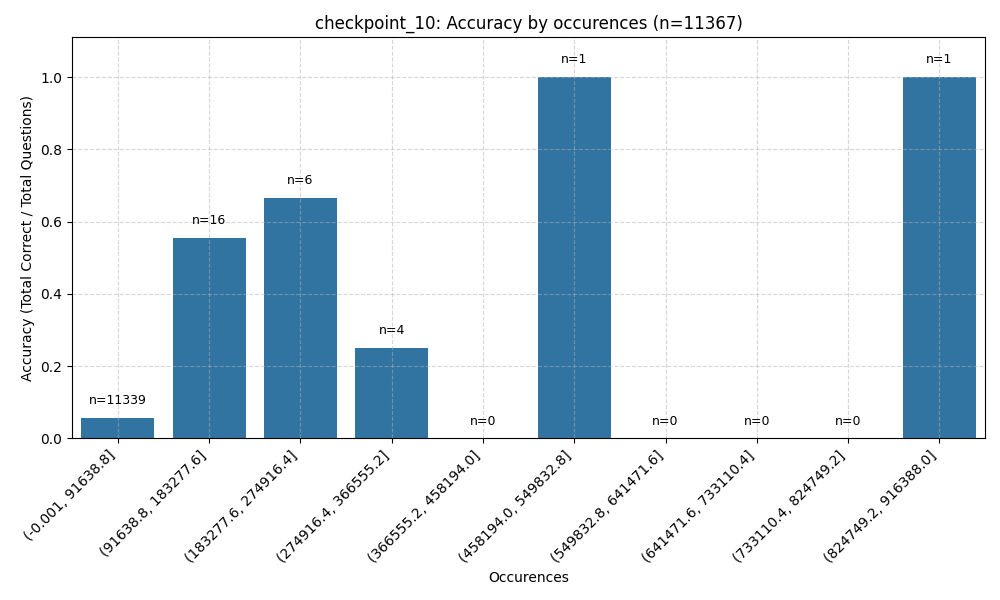 checkpoint_10: Accuracy by occurences (n=11367)
Accuracy (Total Correct / Total Questions)
1.0
0.8
0.6
0.4
0.2
0.0
n=11339
n=16
n=6
n=4
n=0
n=1
n=0
n=0
n=0
n=1
(-0.001, 91638.8]
(91638.8, 183277.6]
(183277.6, 274916.4]
(274916.4, 366555.2]
(366555.2, 458194.0]
(458194.0, 549832.8]
(549832.8, 641471.6]
(641471.6, 733110.4]
(733110.4, 824749.2]
(824749.2, 916388.0]
Occurences